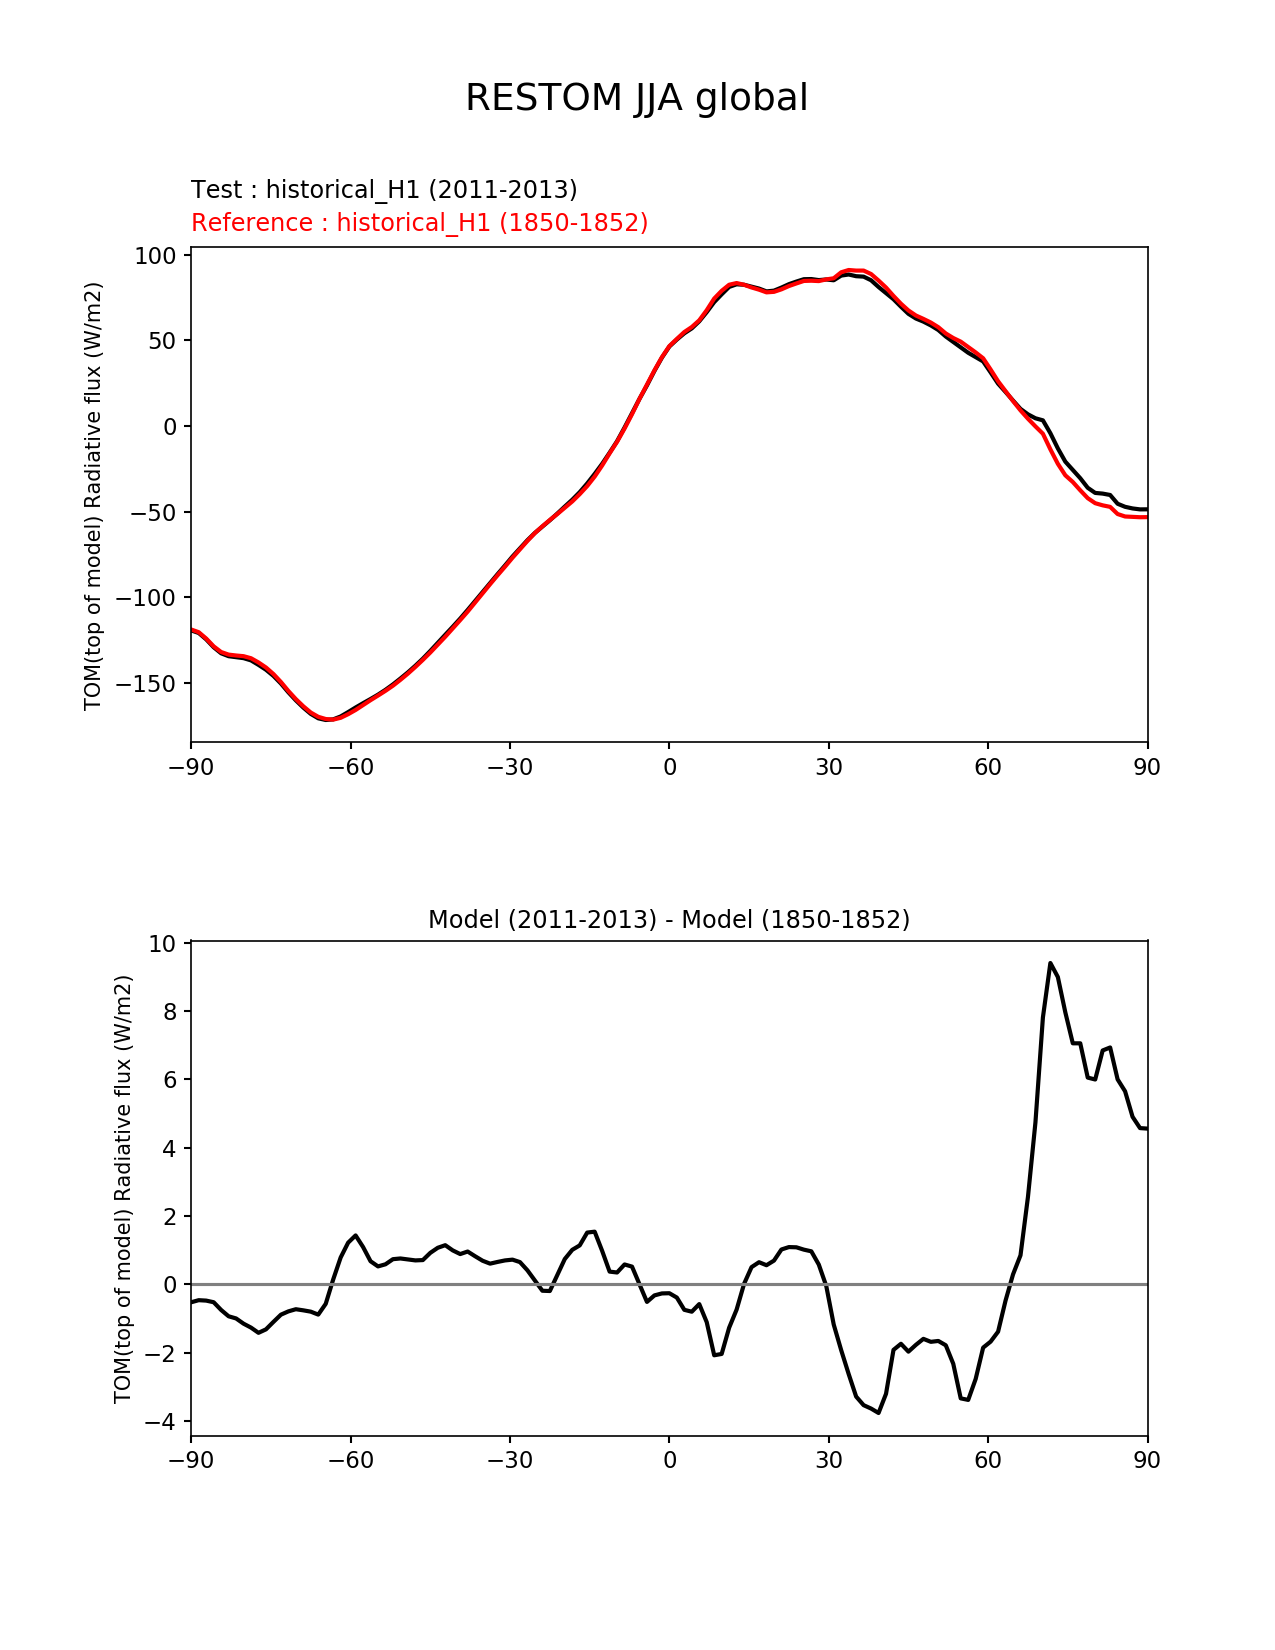 RESTOM JJA global
Test : historical_H1 (2011-2013)
Reference : historical_H1 (1850-1852)
TOM(top of model) Radiative flux (W/m2)
100
50
0
−50
−100
−150
−90 −60 −30 0 30 60 90
Model (2011-2013) - Model (1850-1852)
TOM(top of model) Radiative flux (W/m2)
10
8
6
4
2
0
−2
−4
−90 −60 −30 0 30 60 90